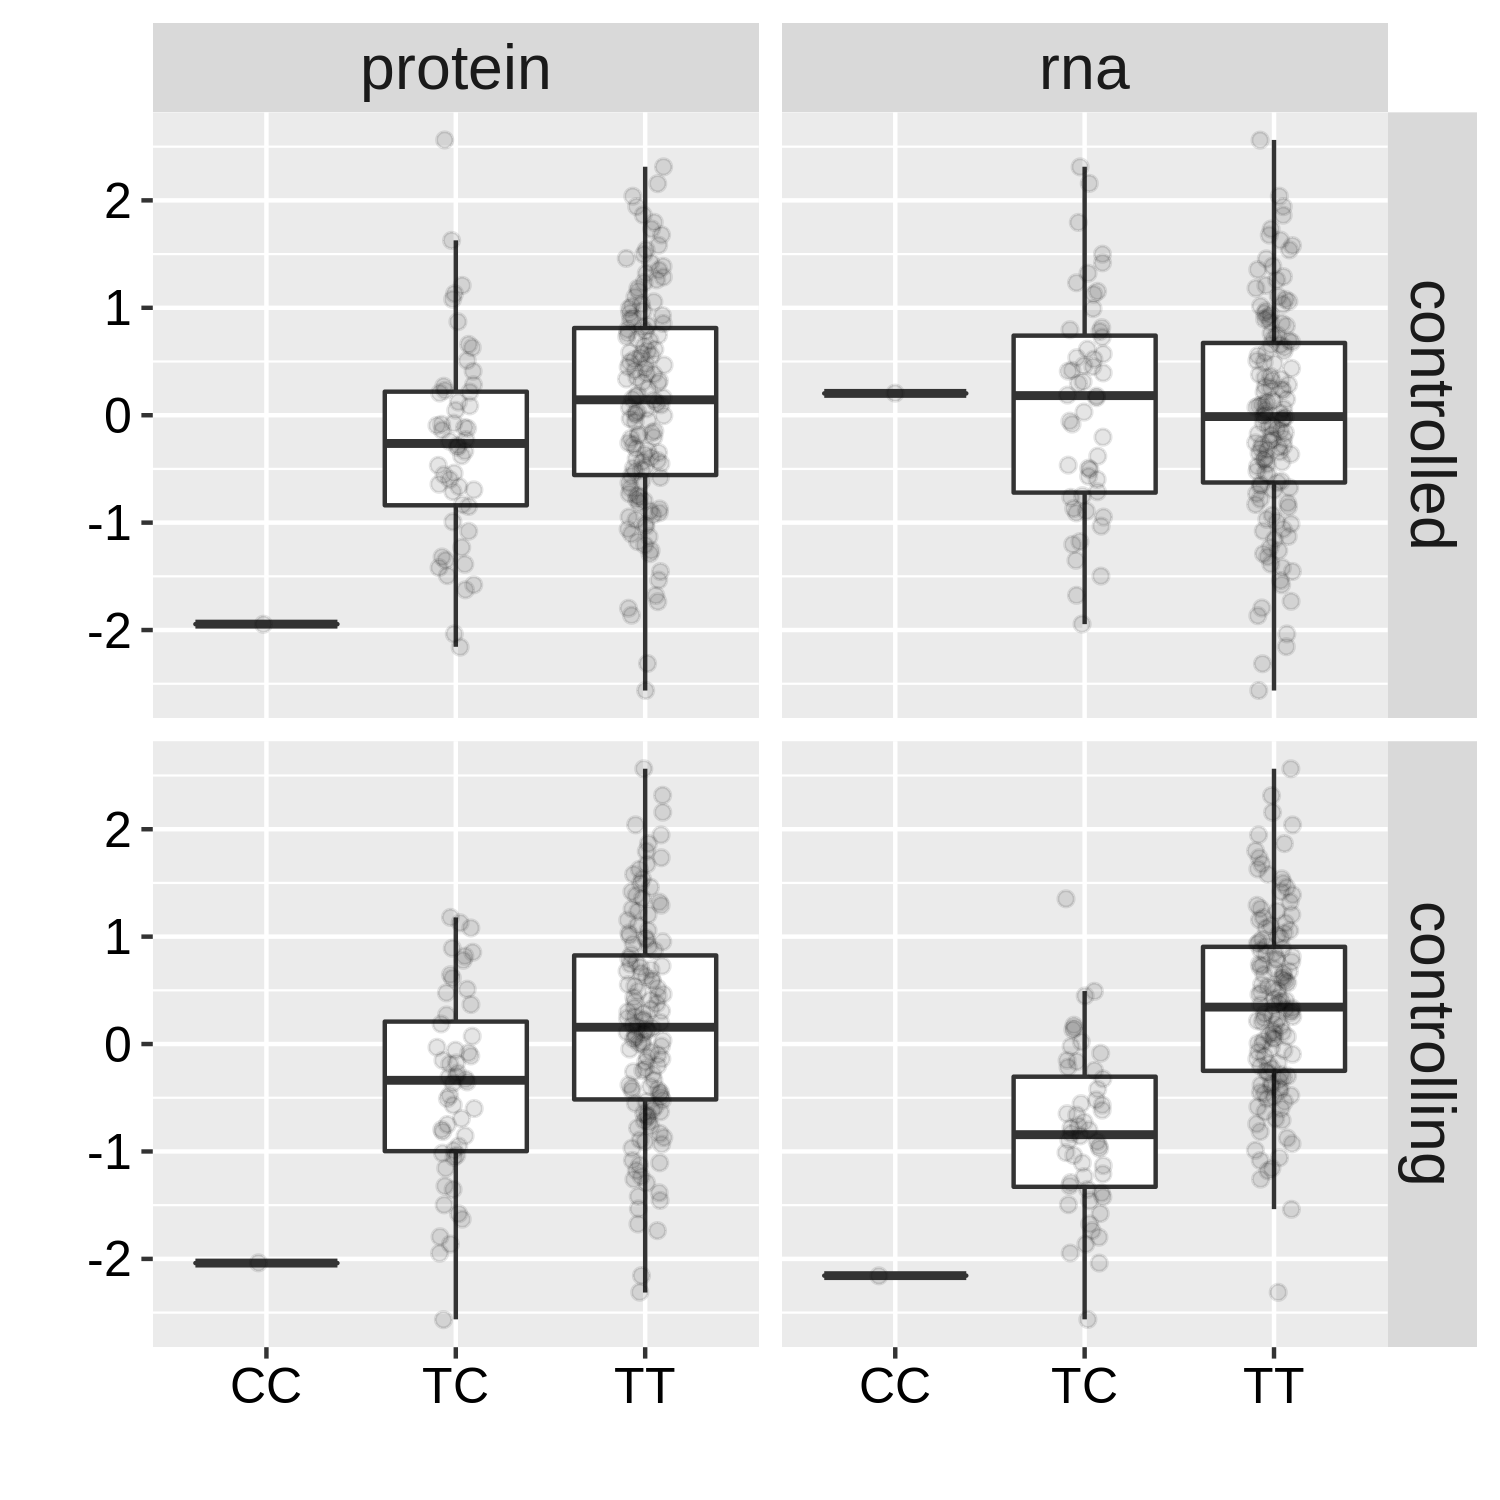 protein rna
2
1
0
-1
-2
controlled
2
1
0
-1
-2
controlling
CC TC TT CC TC TT